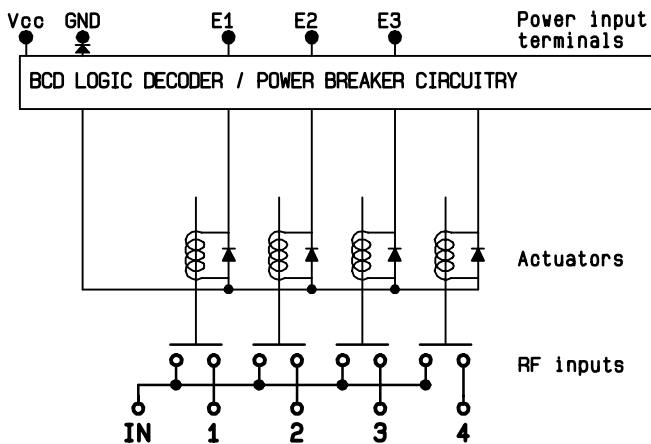 Vcc GND E1 E2 E3 Power input
terminals
BCD LOGIC DECODER / POWER BREAKER CIRCUITRY
Actuators
RF inputs
IN 1 2 3 4